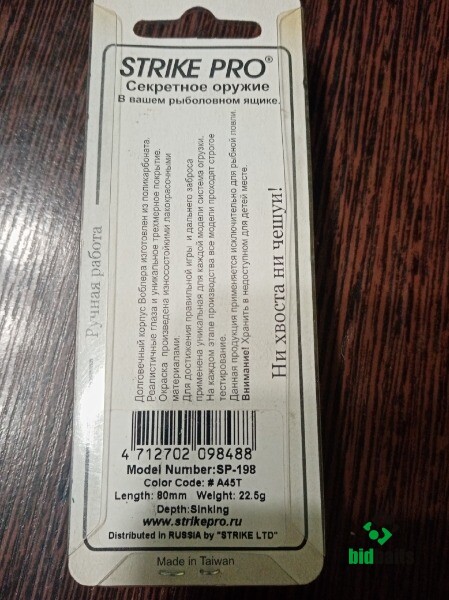 STRIKE PRO®
Секретное оружие
В вашем рыболовном ящике.
Ручная работа
Долговечный корпус Воблера изготовлен из поликарбоната.
Реалистичные глаза и уникальное трехмерное покрытие.
Окраска произведена износостойкими лакокрасочными
материалами.
Для достижения правильной игры и дальнего заброса
применена уникальная для каждой модели система огрузки.
На каждом этапе производства все модели проходят строгое
тестирование.
Данная продукция применяется исключительно для рыбной ловли.
Внимание! Хранить в недоступном для детей месте.
Ни хвоста ни чешуи!
4 712702 098488
Model Number:SP-198
Color Code: # A45T
Length: 80mm Weight: 22.5g
Depth:Sinking
www.strikepro.ru
Distributed in RUSSIA by "STRIKE LTD"
Made in Taiwan
bidbaits